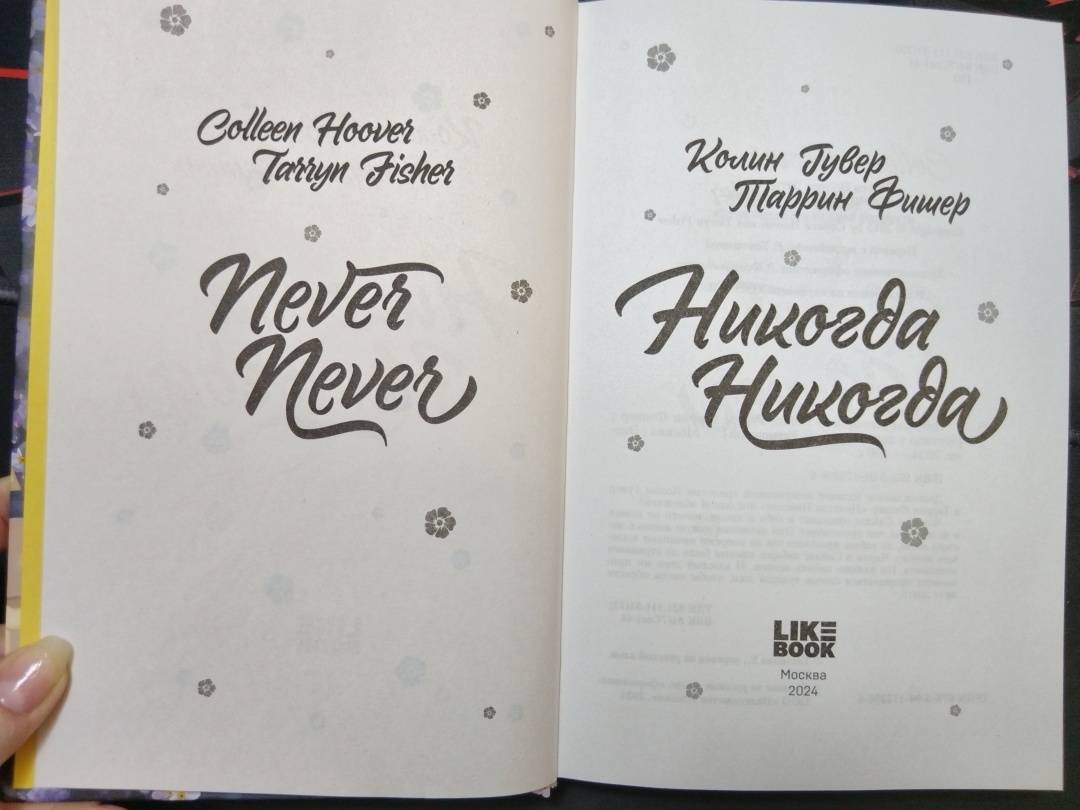 Colleen Hoover
Tarryn Fisher
Never
Never
Колин Гувер
Таррин Фишер
Никогда
Никогда
LIKE
BOOK
Москва
2024